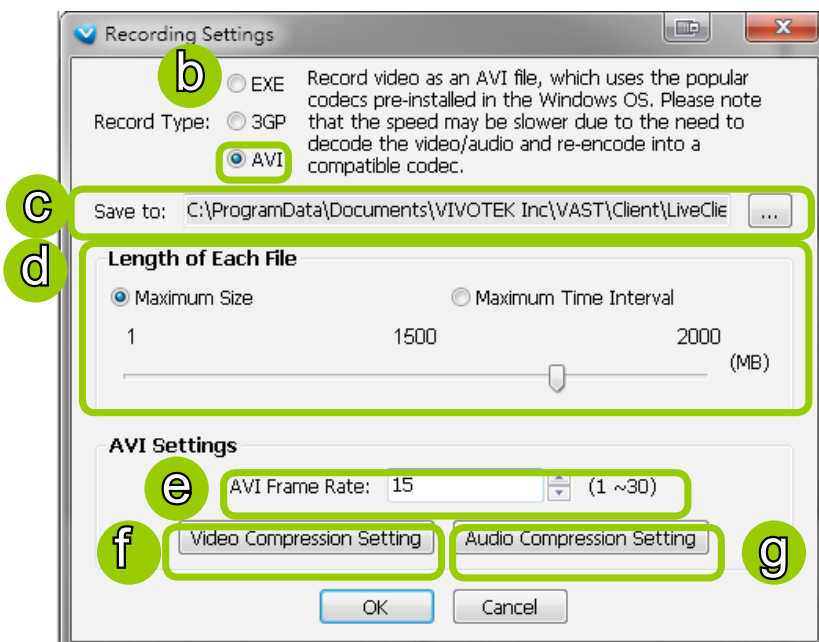 Recording Settings
b
EXE
Record Type:
3GP
AVI
Record video as an AVI file, which uses the popular
codecs pre-installed in the Windows OS. Please note
that the speed may be slower due to the need to
decode the video/audio and re-encode into a
compatible codec.
c
Save to: C:\ProgramData\Documents\VIVOTEK Inc\VAST\Client\LiveClie ...
d
Length of Each File
Maximum Size Maximum Time Interval
1 1500 2000
(MB)
AVI Settings
e
AVI Frame Rate: 15 (1 ~30)
f
Video Compression Setting Audio Compression Setting
g
OK Cancel